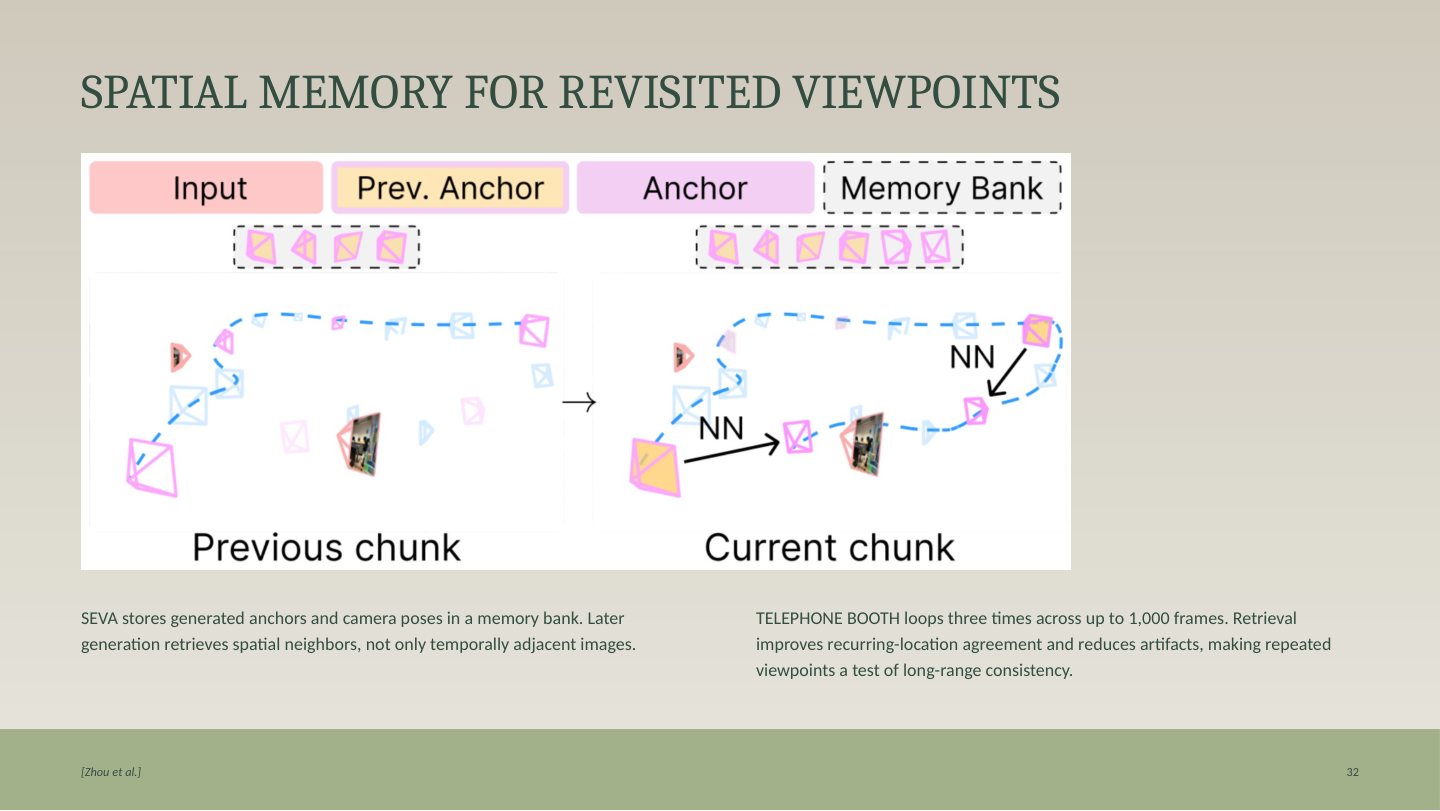 SPATIAL MEMORY FOR REVISITED VIEWPOINTS
Input
Prev. Anchor
Anchor
Memory Bank
NN
NN
Previous chunk
Current chunk
SEVA stores generated anchors and camera poses in a memory bank. Later
generation retrieves spatial neighbors, not only temporally adjacent images.
TELEPHONE BOOTH loops three times across up to 1,000 frames. Retrieval
improves recurring-location agreement and reduces artifacts, making repeated
viewpoints a test of long-range consistency.
[Zhou et al.]
32